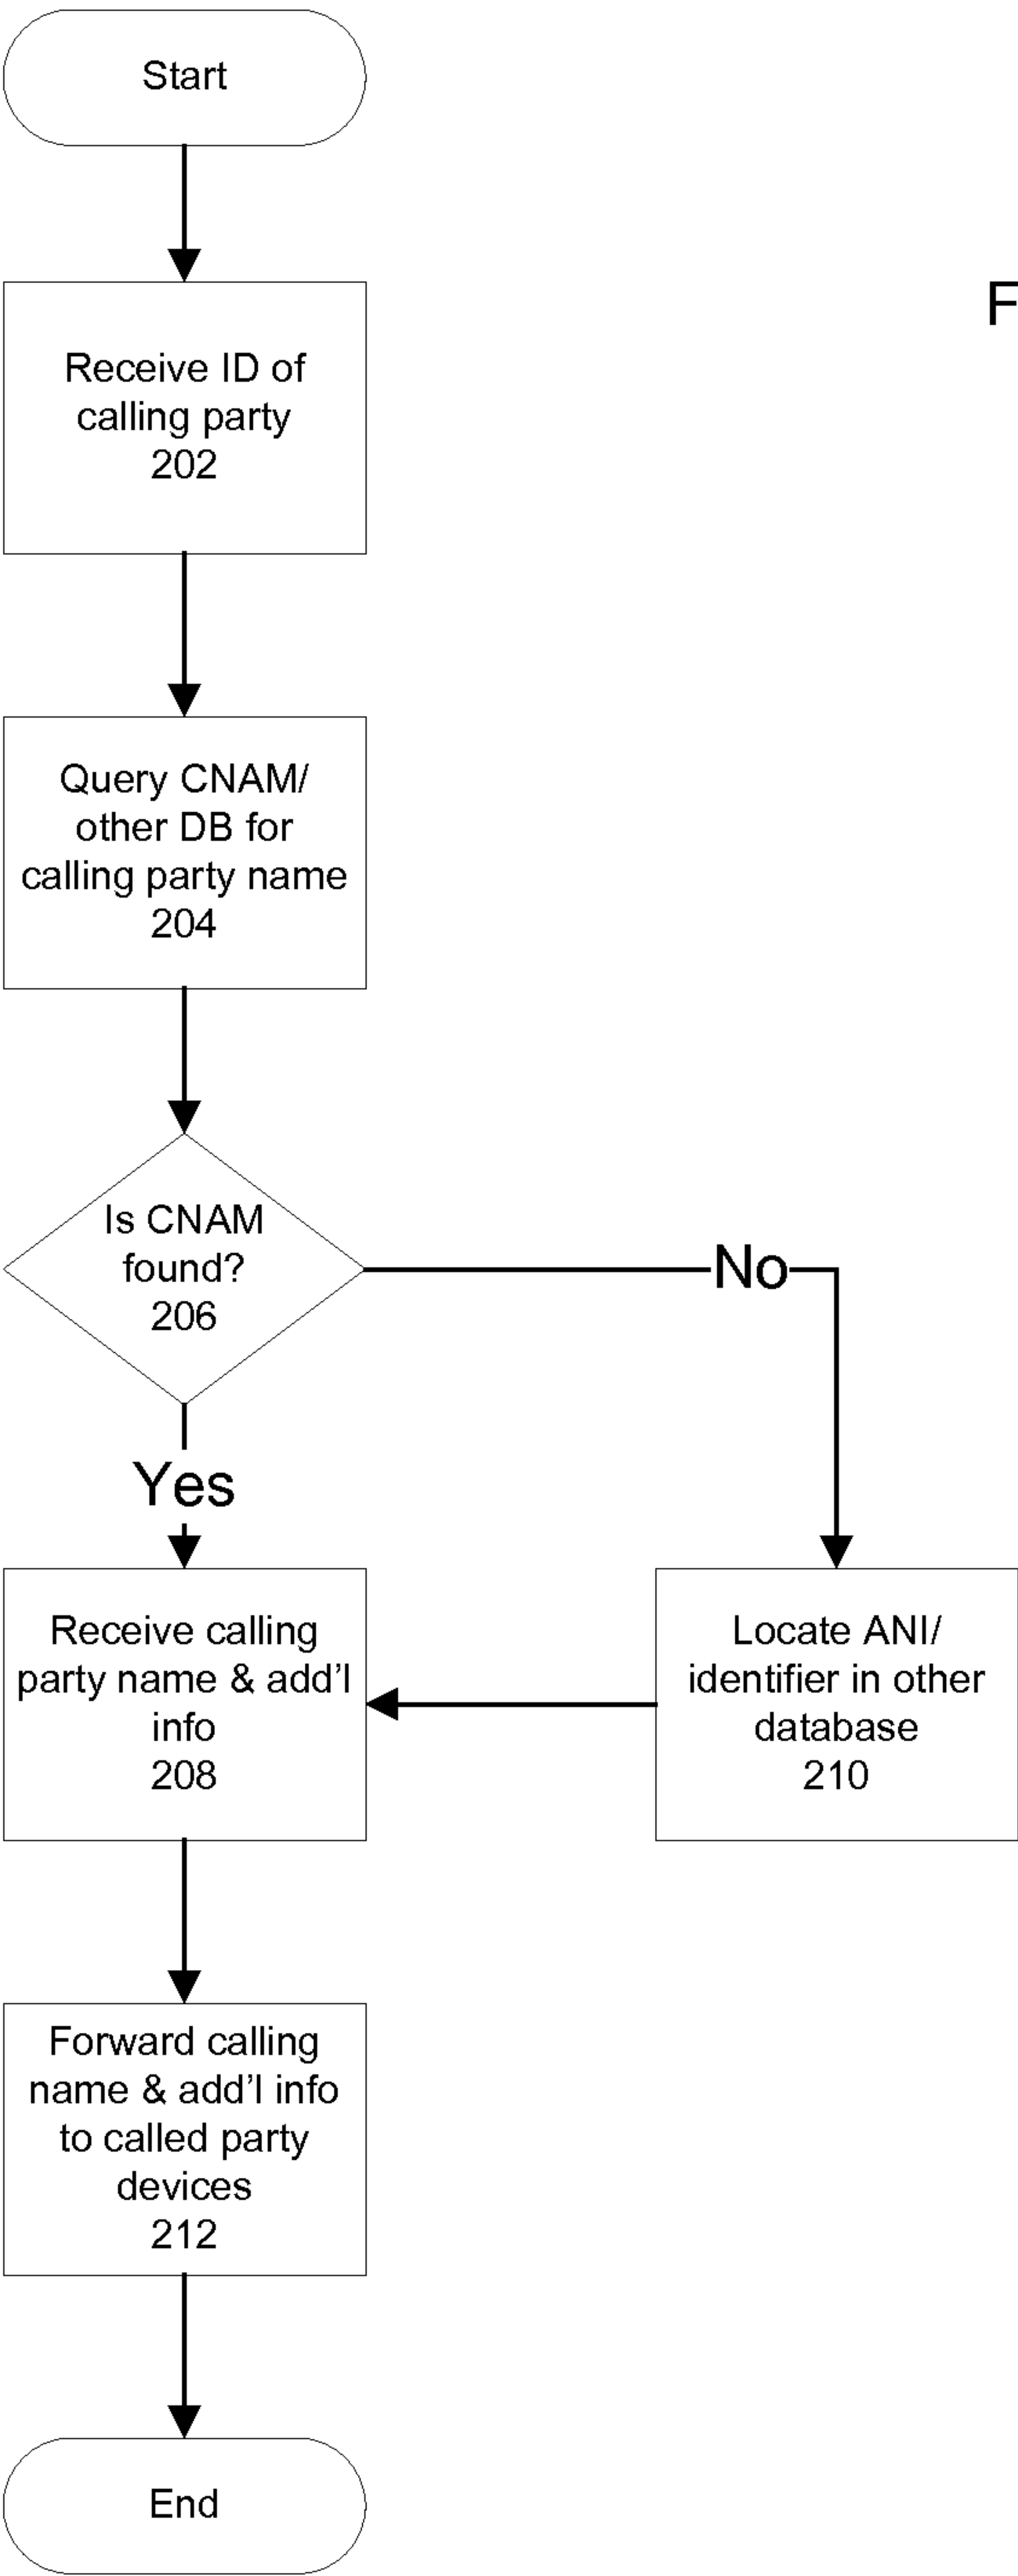 Start
F
Receive ID of
calling party
202
Query CNAM/
other DB for
calling party name
204
Is CNAM
found?
206
No
Yes
Receive calling
party name & add'l
info
208
Locate ANI/
identifier in other
database
210
Forward calling
name & add'l info
to called party
devices
212
End